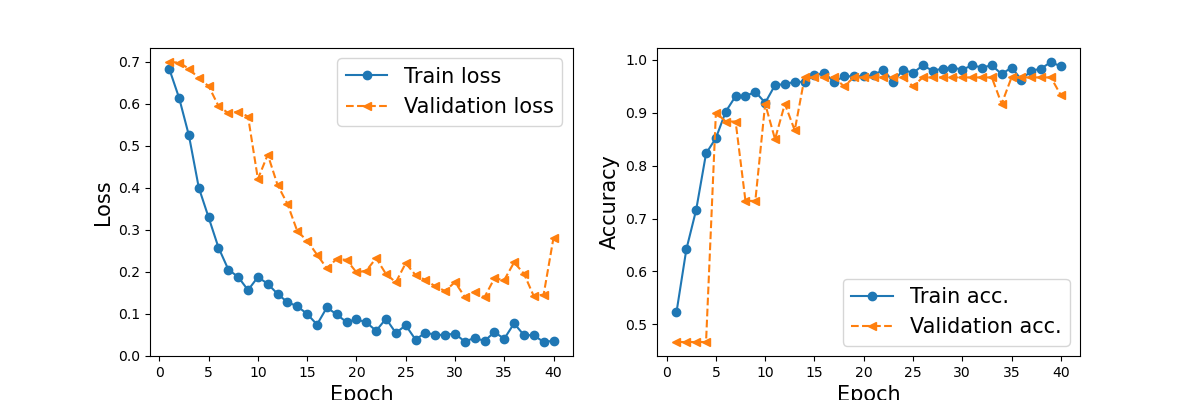 0.7
0.6
0.5
0.4
0.3
0.2
0.1
0.0
Loss
0 5 10 15 20 25 30 35 40
Epoch
Train loss
Validation loss
1.0
0.9
0.8
0.7
0.6
0.5
Accuracy
0 5 10 15 20 25 30 35 40
Epoch
Train acc.
Validation acc.